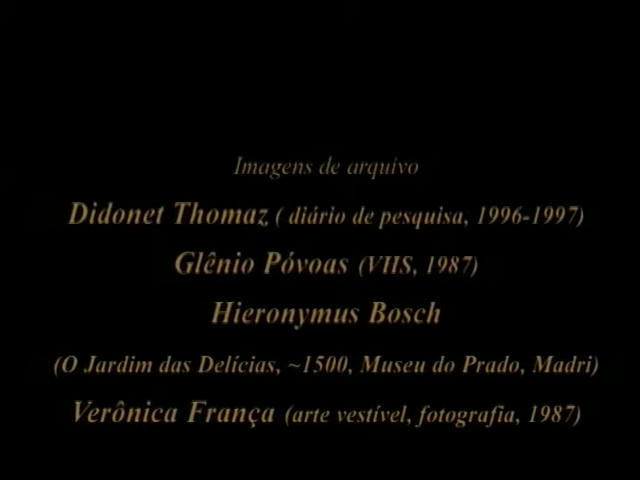 Imagens de arquivo
Didonet Thomaz ( diário de pesquisa, 1996-1997)
Glênio Póvoas (VHS, 1987)
Hieronymus Bosch
(O Jardim das Delícias, ~1500, Museu do Prado, Madri)
Verônica França (arte vestível, fotografia, 1987)